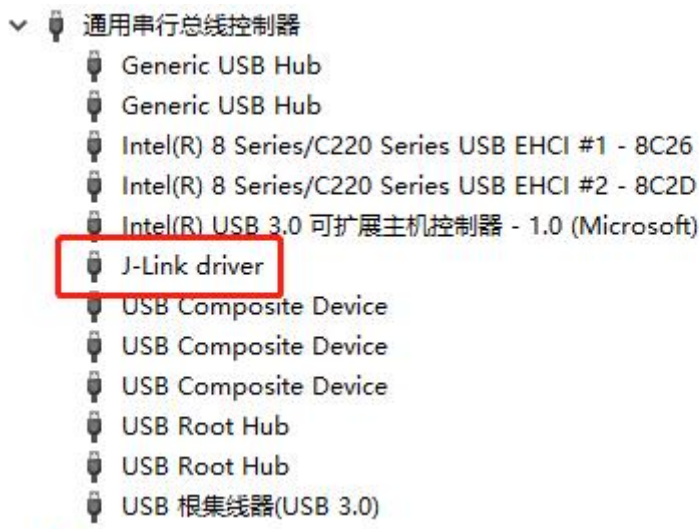 通用串行总线控制器
Generic USB Hub
Generic USB Hub
Intel(R) 8 Series/C220 Series USB EHCI #1 - 8C26
Intel(R) 8 Series/C220 Series USB EHCI #2 - 8C2D
Intel(R) USB 3.0 可扩展主机控制器 - 1.0 (Microsoft)
J-Link driver
USB Composite Device
USB Composite Device
USB Composite Device
USB Root Hub
USB Root Hub
USB 根集线器(USB 3.0)